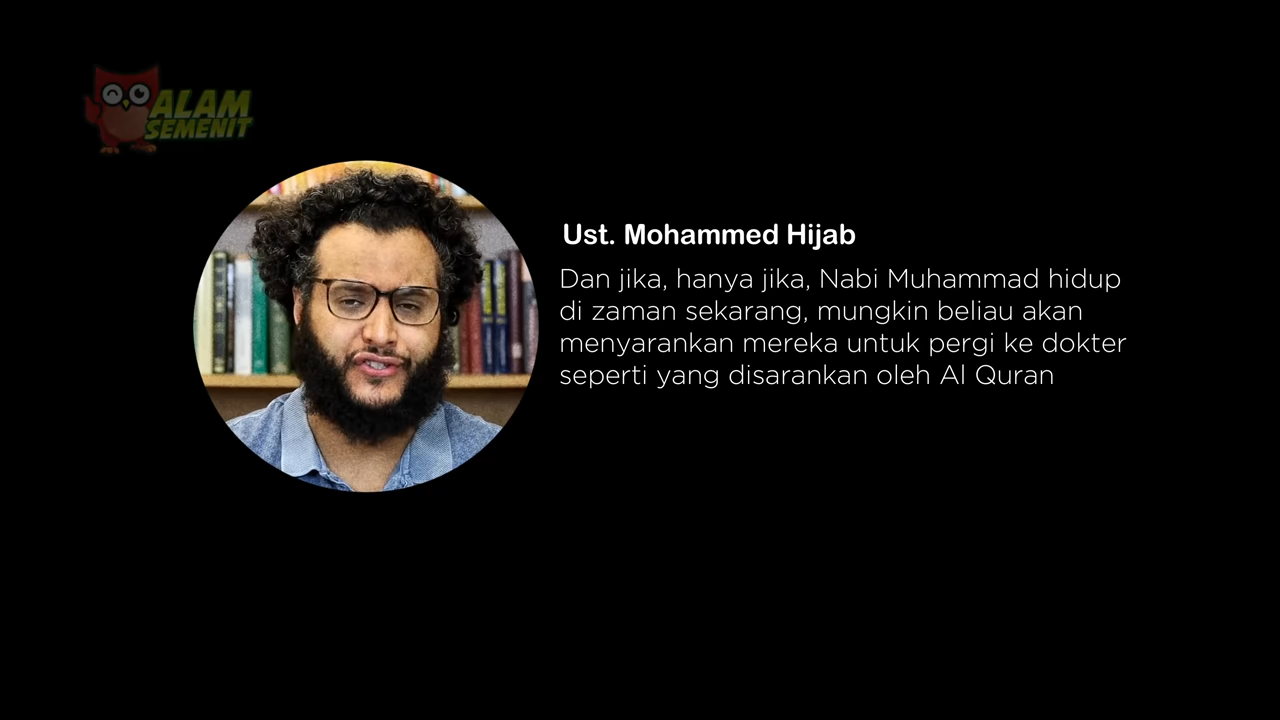 ALAM
SEMENIT
Ust. Mohammed Hijab
Dan jika, hanya jika, Nabi Muhammad hidup
di zaman sekarang, mungkin beliau akan
menyarankan mereka untuk pergi ke dokter
seperti yang disarankan oleh Al Quran